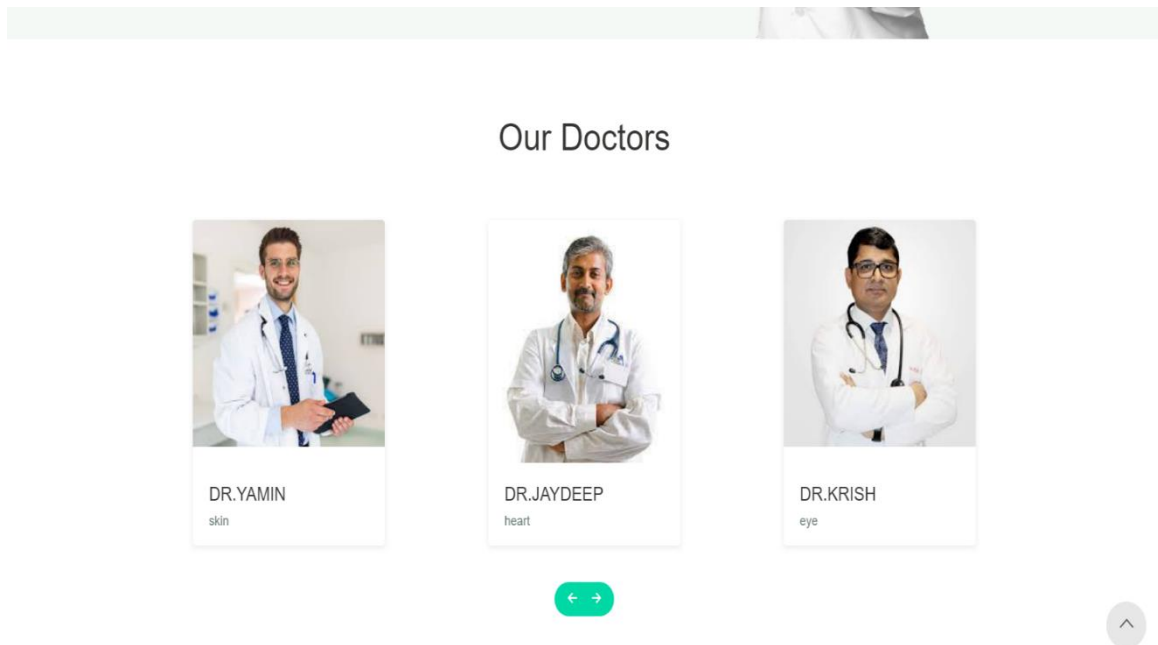 Our Doctors
DR.YAMIN
skin
DR.JAYDEEP
heart
DR.KRISH
eye